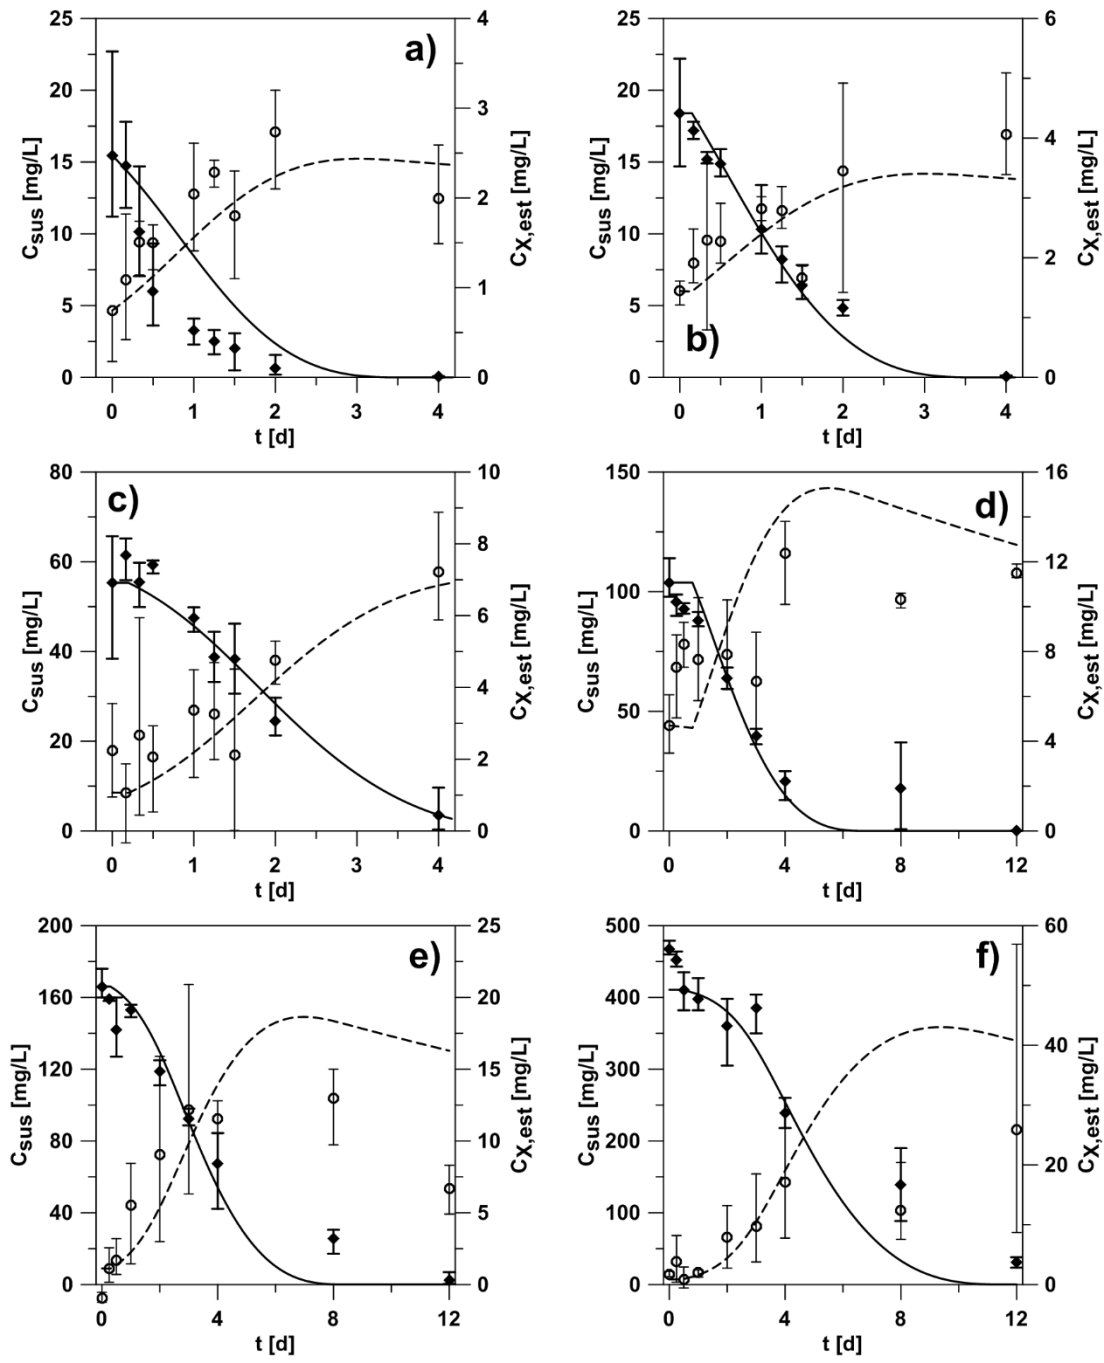 a)
25
20
15
10
5
0
C_sus [mg/L]
4
3
2
1
0
C_X,est [mg/L]
0 1 2 3 4
t [d]
b)
25
20
15
10
5
0
C_sus [mg/L]
6
4
2
0
C_X,est [mg/L]
0 1 2 3 4
t [d]
c)
80
60
40
20
0
C_sus [mg/L]
10
8
6
4
2
0
C_X,est [mg/L]
0 1 2 3 4
t [d]
d)
150
100
50
0
C_sus [mg/L]
16
12
8
4
0
C_X,est [mg/L]
0 4 8 12
t [d]
e)
200
160
120
80
40
0
C_sus [mg/L]
25
20
15
10
5
0
C_X,est [mg/L]
0 4 8 12
t [d]
f)
500
400
300
200
100
0
C_sus [mg/L]
60
40
20
0
C_X,est [mg/L]
0 4 8 12
t [d]